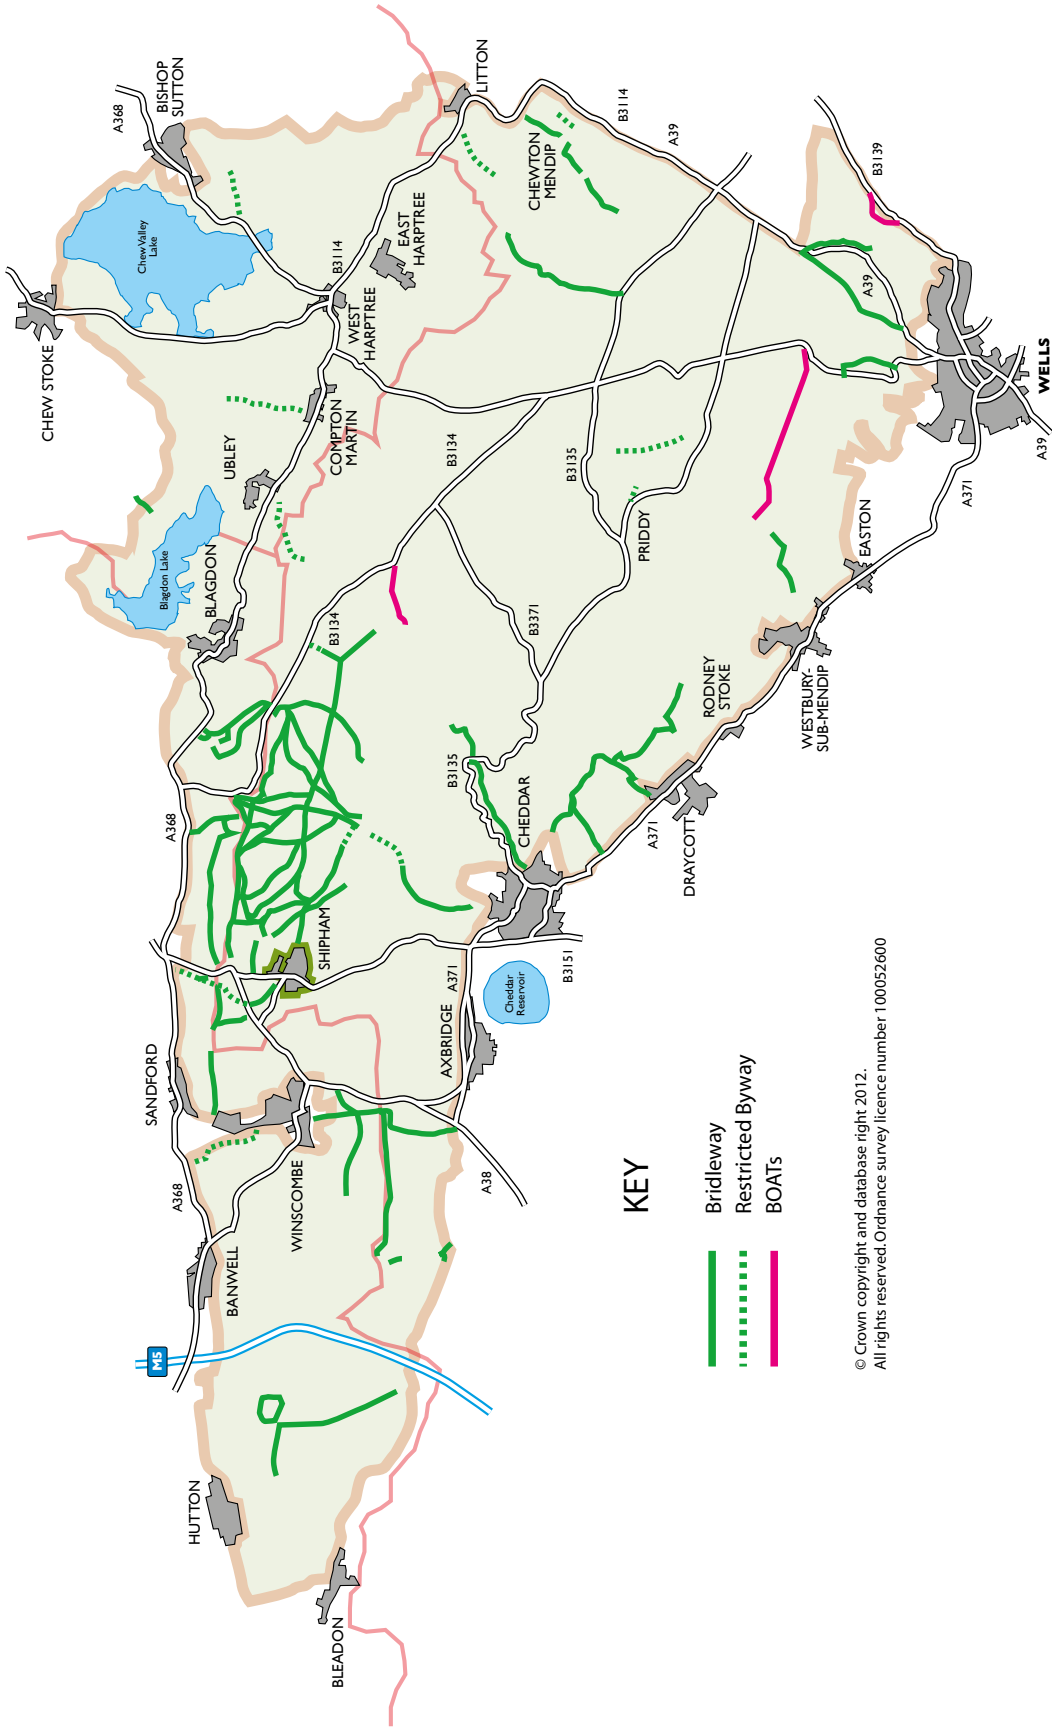 HUTTON
BLEADON
M5
BANWELL
A368
SANDFORD
WINSCOMBE
A38
AXBRIDGE
A371
Cheddar
Reservoir
B3151
SHIPHAM
A368
CHEDDAR
B3135
DRAYCOTT
A371
RODNEY
STOKE
WESTBURY-
SUB-MENDIP
EASTON
A371
BLAGDON
Blagdon Lake
UBLEY
B3134
B3371
PRIDDY
B3135
B3134
COMPTON
MARTIN
WEST
HARPTREE
B3114
EAST
HARPTREE
CHEW STOKE
Chew Valley
Lake
BISHOP
SUTTON
A368
LITTON
CHEWTON
MENDIP
B3114
A39
B3139
A39
WELLS
A39
KEY
Bridleway
Restricted Byway
BOATs
© Crown copyright and database right 2012.
All rights reserved. Ordnance survey licence number 100052600